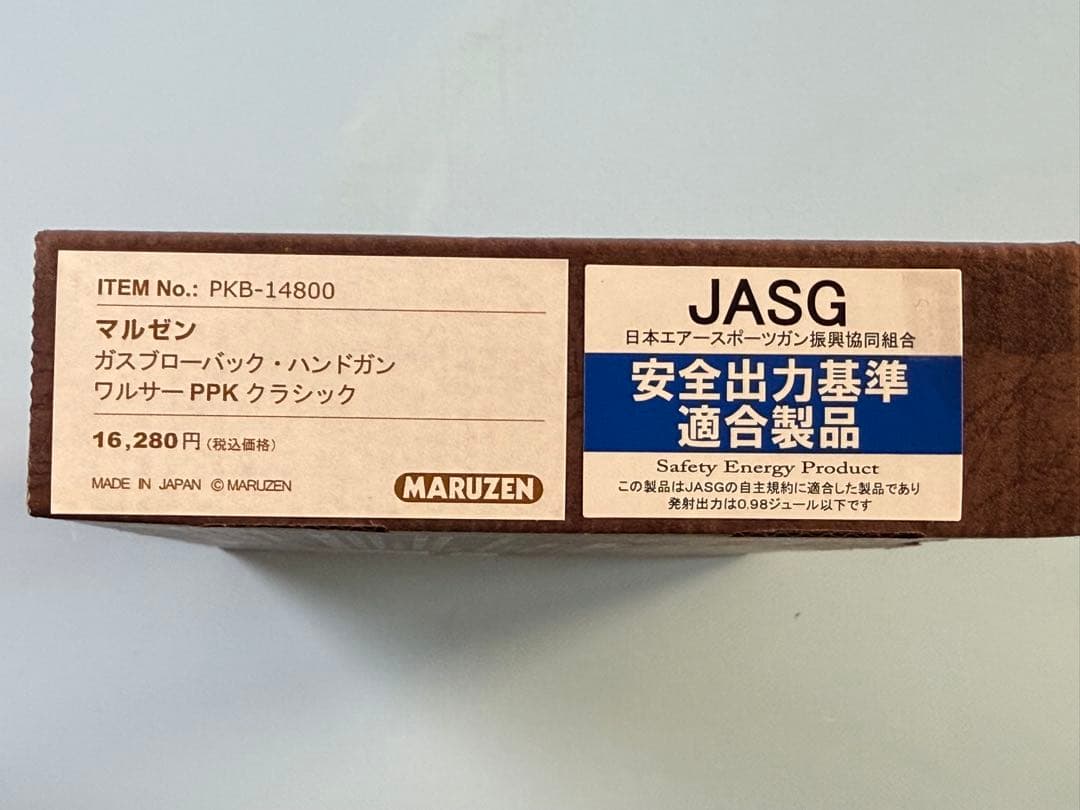 ITEM No.: PKB-14800
マルゼン
ガスブローバック・ハンドガン
ワルサーPPK クラシック
16,280円(税込価格)
MADE IN JAPAN ©MARUZEN
MARUZEN
JASG
日本エアースポーツガン振興協同組合
安全出力基準
適合製品
Safety Energy Product
この製品はJASGの自主規約に適合した製品であり
発射出力は0.98ジュール以下です